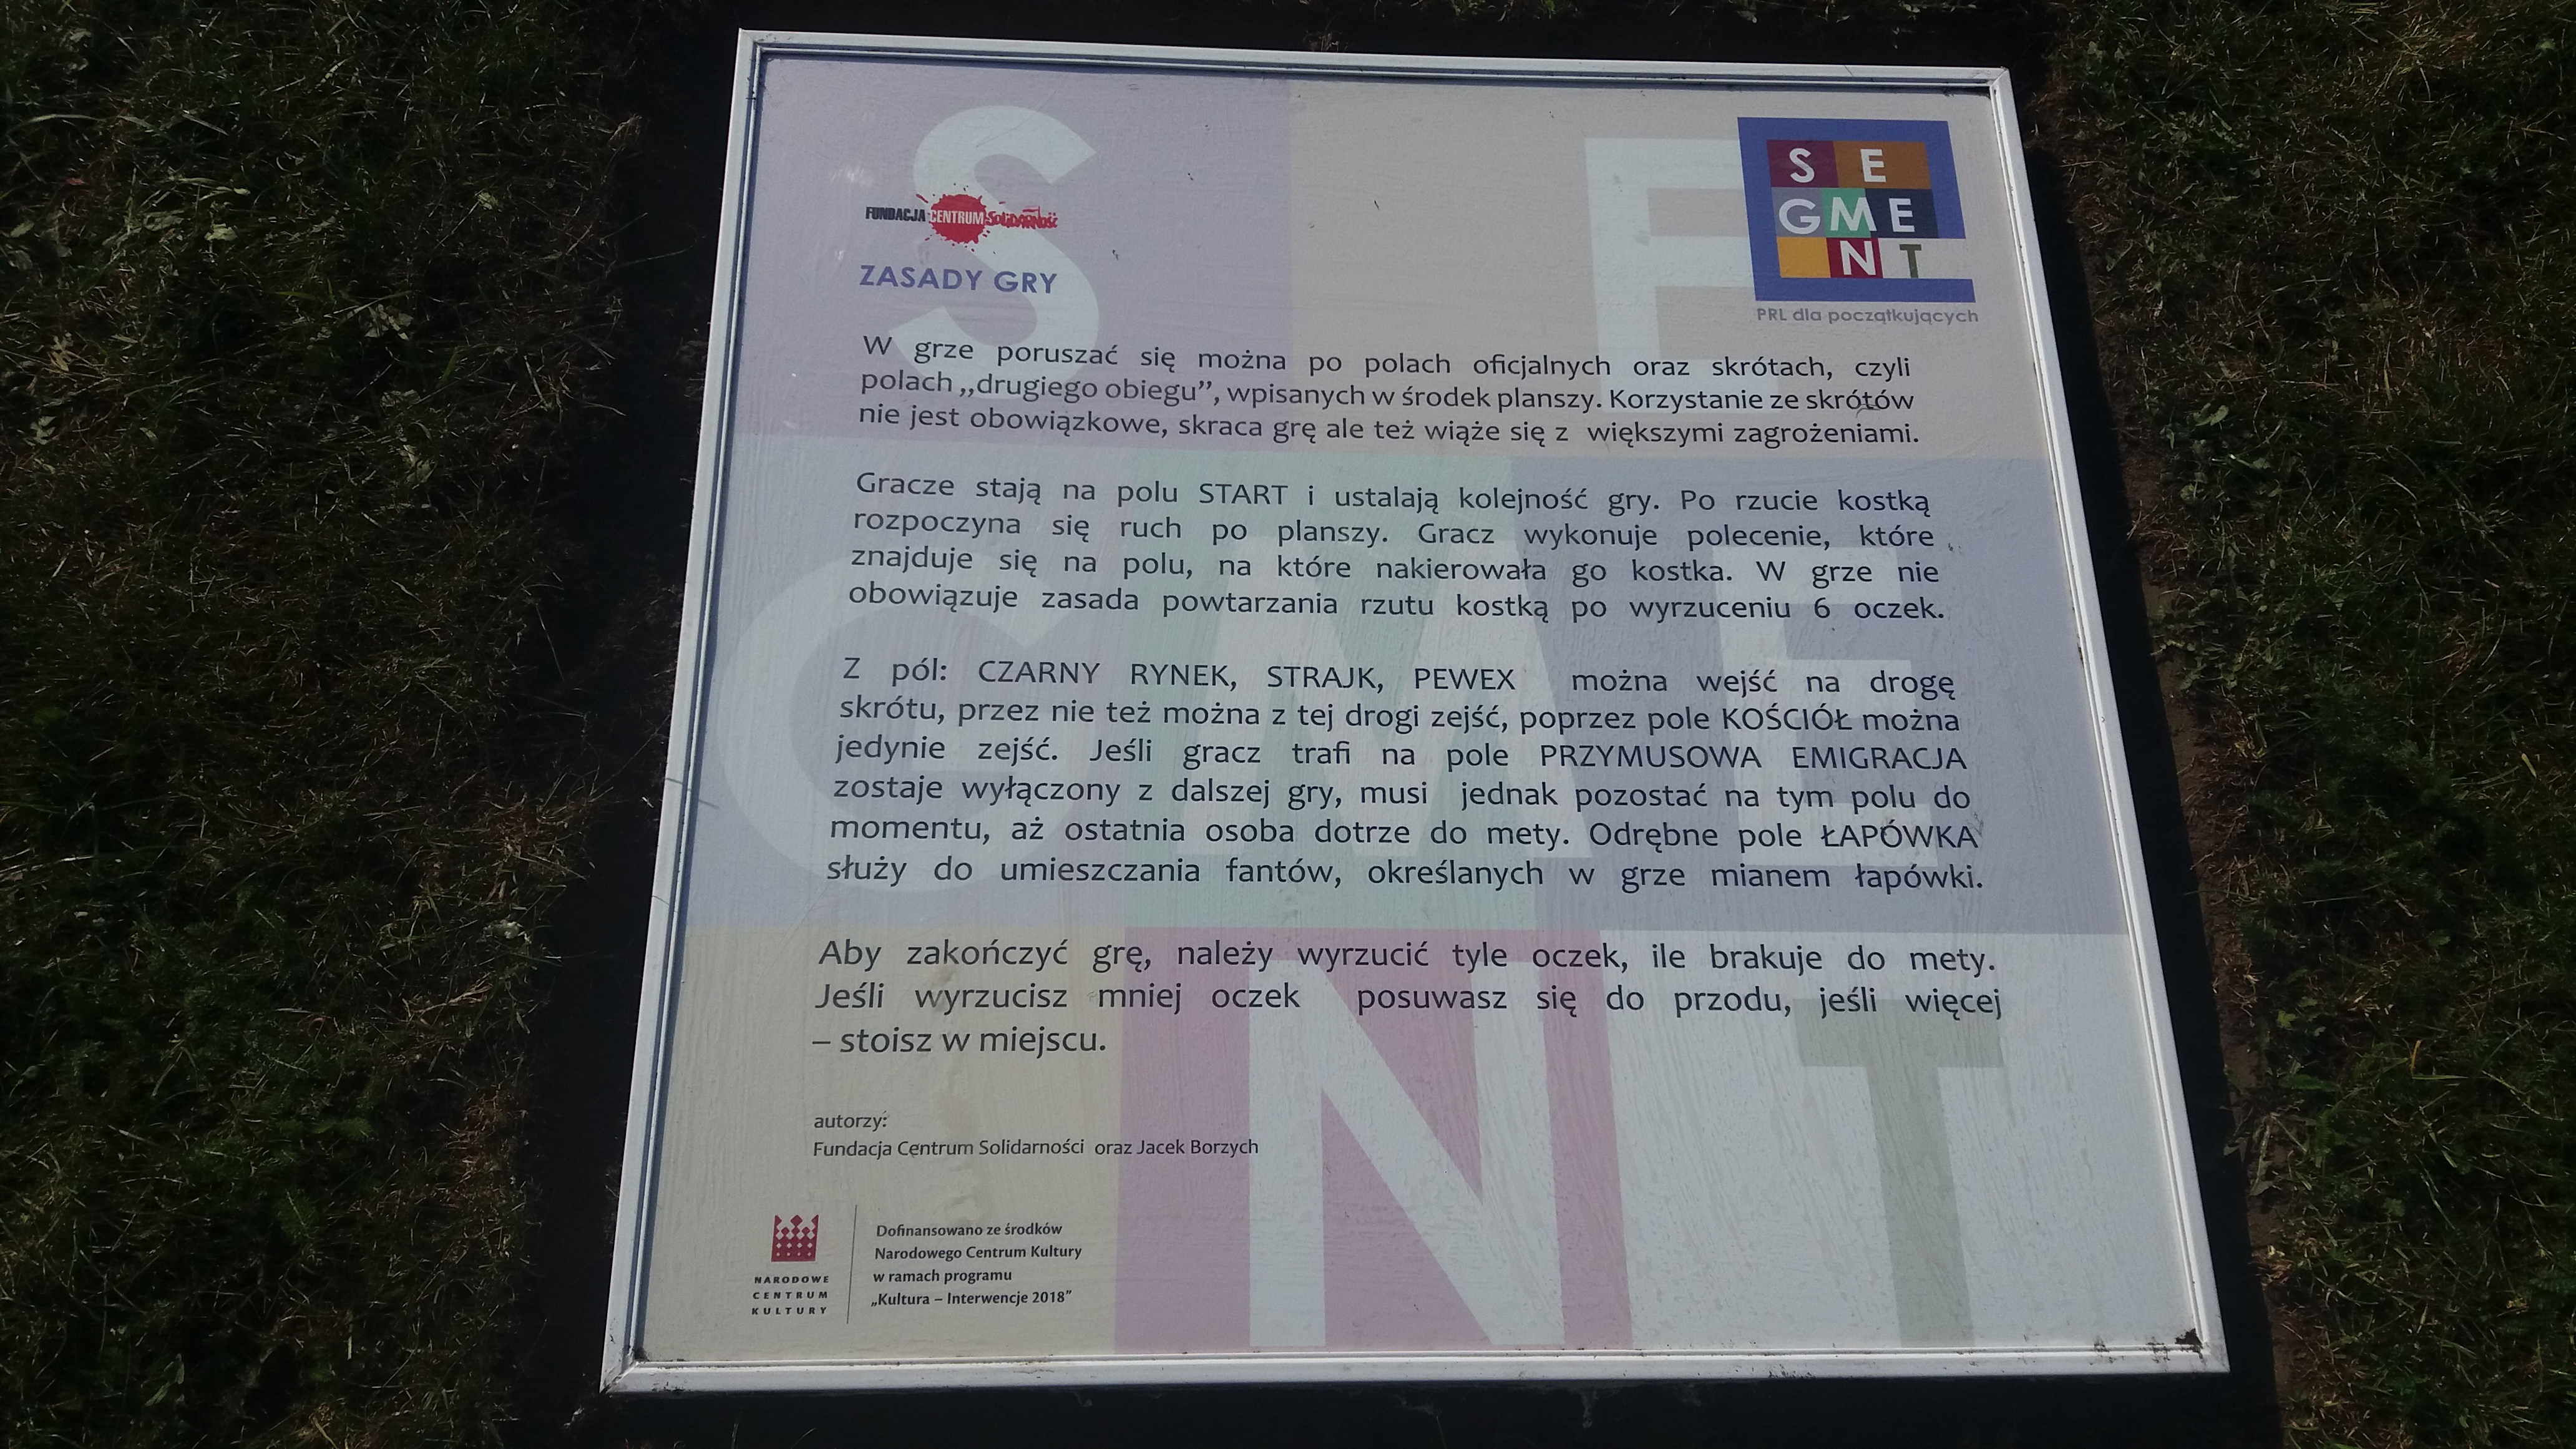 FUNDACJA CENTRUM SOLIDARNOŚĆ
S E
G M E
N T
PRL dla początkujących
ZASADY GRY
W grze poruszać się można po polach oficjalnych oraz skrótach, czyli
polach „drugiego obiegu”, wpisanych w środek planszy. Korzystanie ze skrótów
nie jest obowiązkowe, skraca grę ale też wiąże się z większymi zagrożeniami.
Gracze stają na polu START i ustalają kolejność gry. Po rzucie kostką
rozpoczyna się ruch po planszy. Gracz wykonuje polecenie, które
znajduje się na polu, na które nakierowała go kostka. W grze nie
obowiązuje zasada powtarzania rzutu kostką po wyrzuceniu 6 oczek.
Z pól: CZARNY RYNEK, STRAJK, PEWEX można wejść na drogę
skrótu, przez nie też można z tej drogi zejść, poprzez pole KOŚCIÓŁ można
jedynie zejść. Jeśli gracz trafi na pole PRZYMUSOWA EMIGRACJA
zostaje wyłączony z dalszej gry, musi jednak pozostać na tym polu do
momentu, aż ostatnia osoba dotrze do mety. Odrębne pole ŁAPÓWKA
służy do umieszczania fantów, określanych w grze mianem łapówki.
Aby zakończyć grę, należy wyrzucić tyle oczek, ile brakuje do mety.
Jeśli wyrzucisz mniej oczek posuwasz się do przodu, jeśli więcej
– stoisz w miejscu.
autorzy:
Fundacja Centrum Solidarności oraz Jacek Borzych
NARODOWE
CENTRUM
KULTURY
Dofinansowano ze środków
Narodowego Centrum Kultury
w ramach programu
„Kultura – Interwencje 2018”
S E
G M E
N T